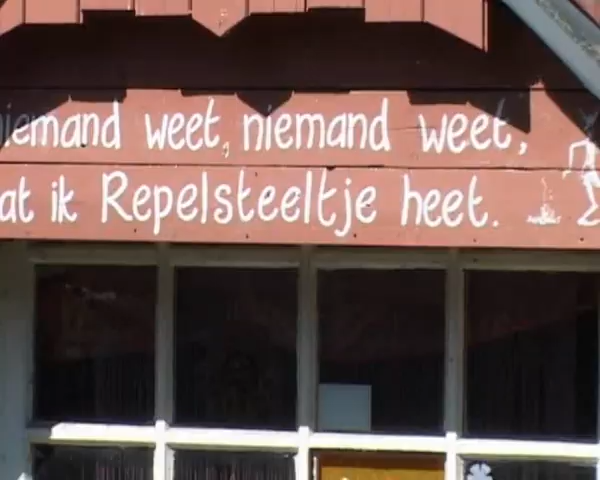 niemand weet, niemand weet,
at ik Repelsteeltje heet.